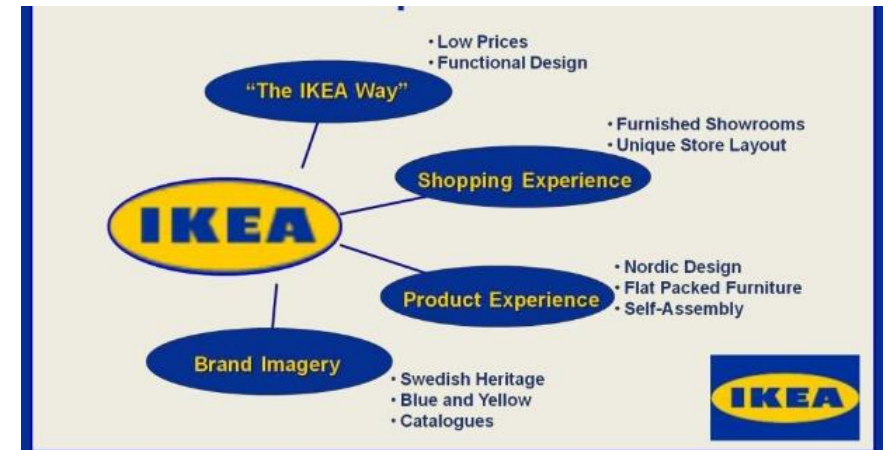 • Low Prices
• Functional Design
“The IKEA Way”
• Furnished Showrooms
• Unique Store Layout
Shopping Experience
IKEA
• Nordic Design
• Flat Packed Furniture
• Self-Assembly
Product Experience
Brand Imagery
• Swedish Heritage
• Blue and Yellow
• Catalogues
IKEA